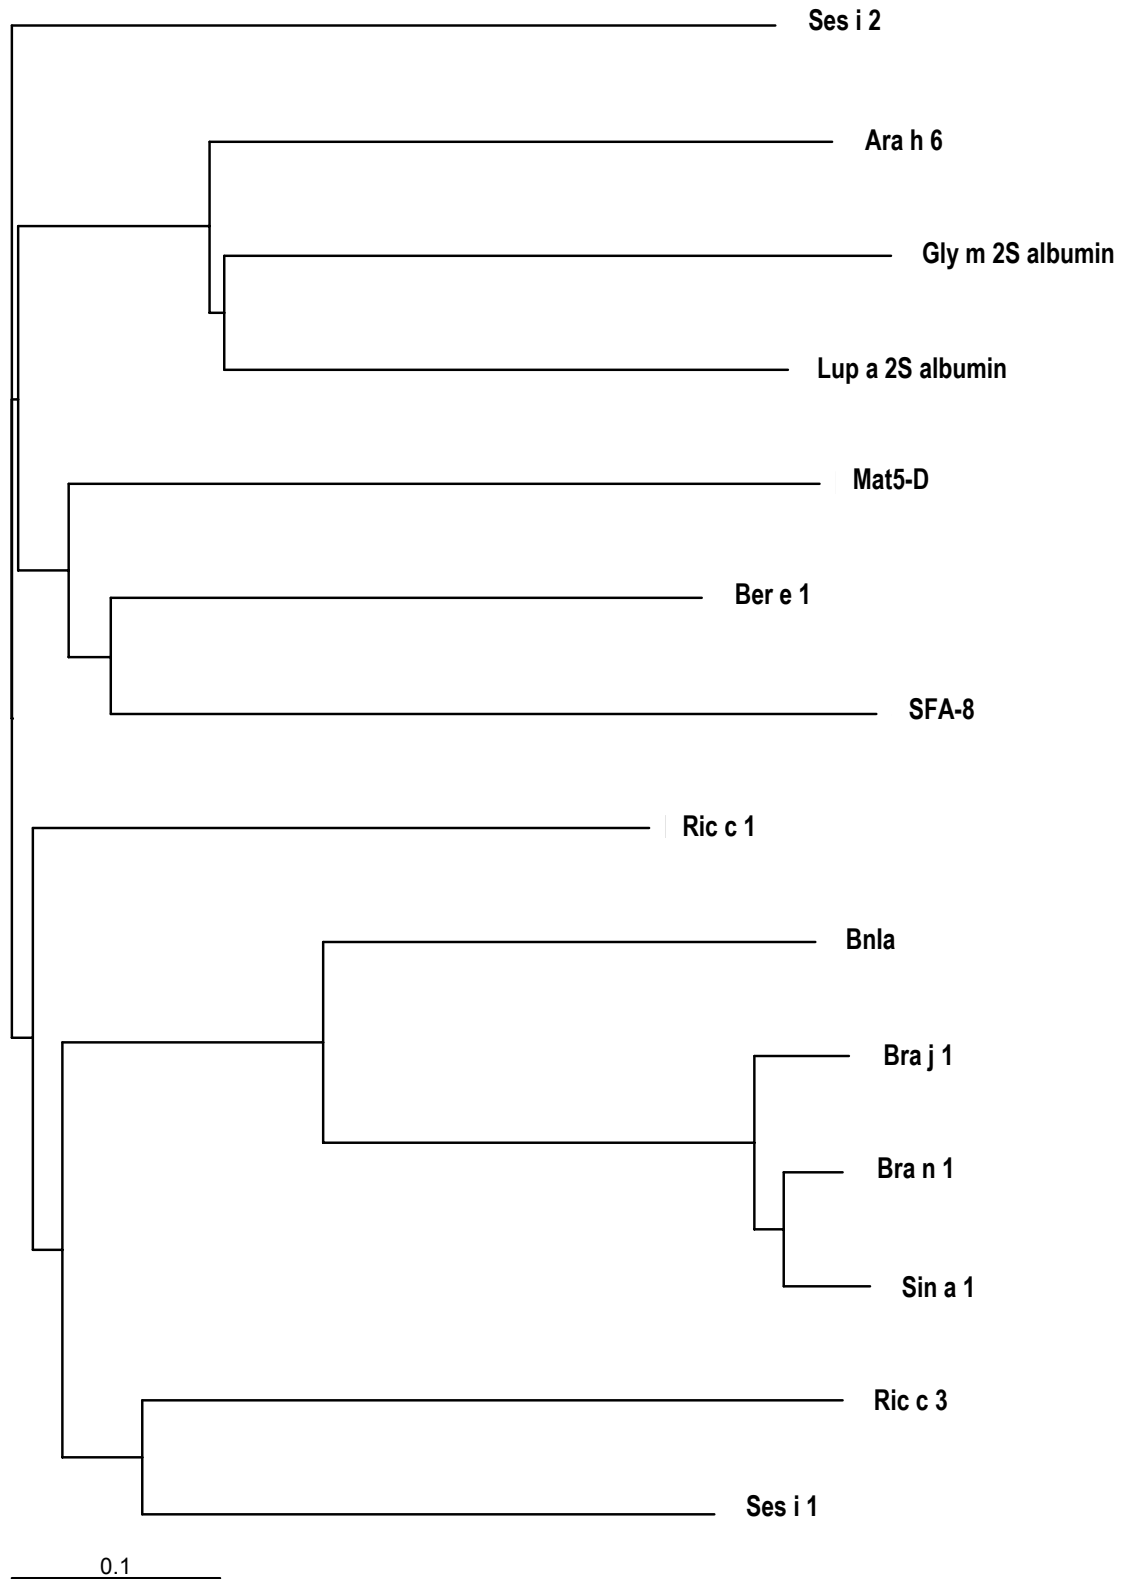 Ses i 2
Ara h 6
Gly m 2S albumin
Lup a 2S albumin
Mat5-D
Ber e 1
SFA-8
Ric c 1
Bnla
Bra j 1
Bra n 1
Sin a 1
Ric c 3
Ses i 1
0.1